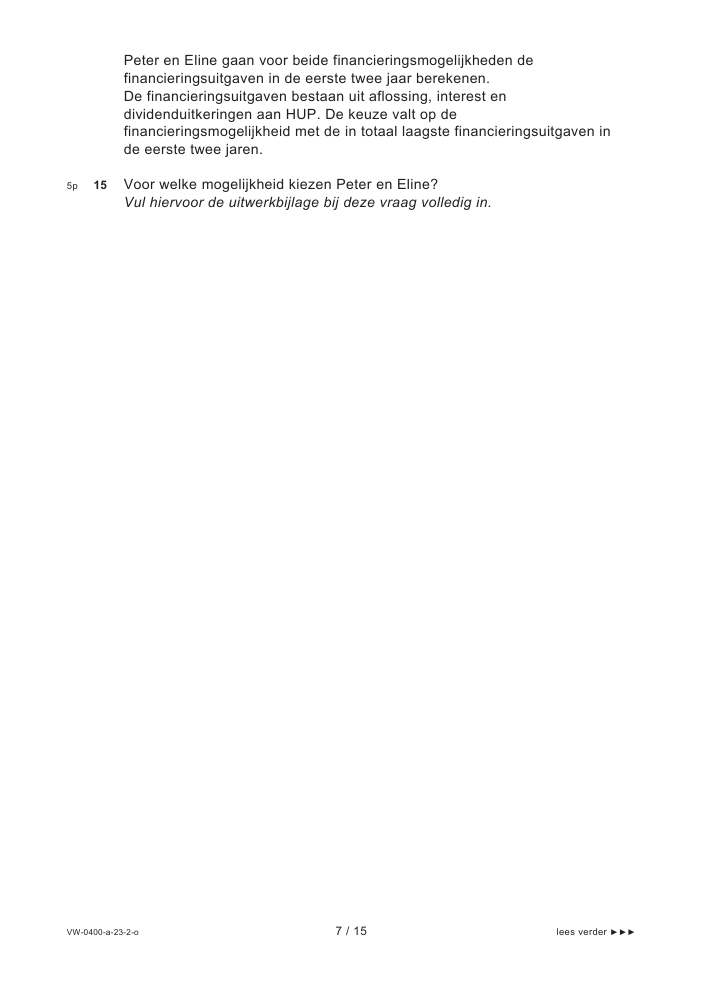 Peter en Eline gaan voor beide financieringsmogelijkheden de
financieringsuitgaven in de eerste twee jaar berekenen.
De financieringsuitgaven bestaan uit aflossing, interest en
dividenduitkeringen aan HUP. De keuze valt op de
financieringsmogelijkheid met de in totaal laagste financieringsuitgaven in
de eerste twee jaren.
5p 15 Voor welke mogelijkheid kiezen Peter en Eline?
Vul hiervoor de uitwerkbijlage bij deze vraag volledig in.
VW-0400-a-23-2-o 7 / 15 lees verder ►►►